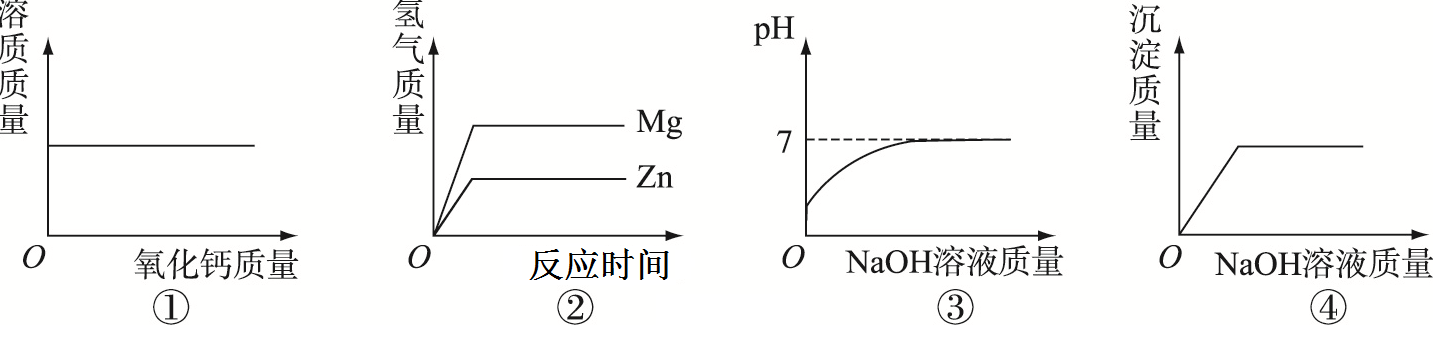 溶质质量
O
氧化钙质量
①
氢气质量
Mg
Zn
O
反应时间
②
pH
7
O
NaOH溶液质量
③
沉淀质量
O
NaOH溶液质量
④